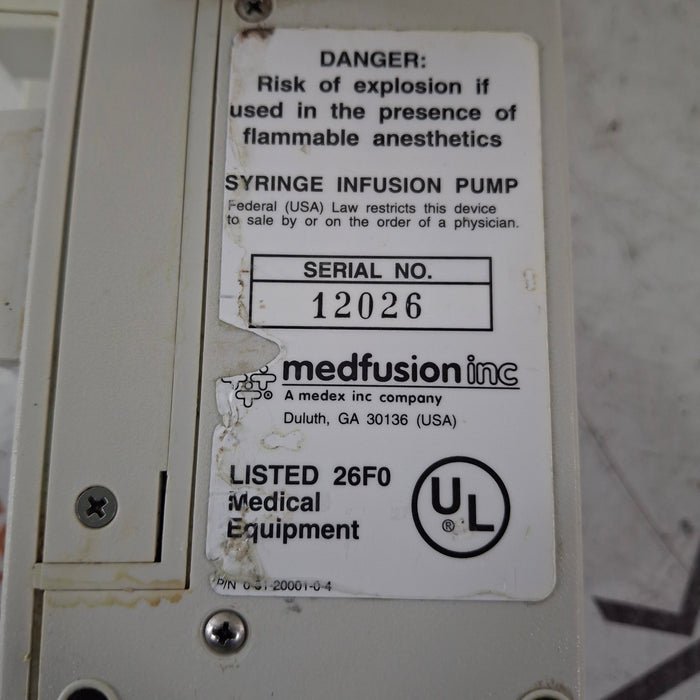 DANGER:
Risk of explosion if
used in the presence of
flammable anesthetics
SYRINGE INFUSION PUMP
Federal (USA) Law restricts this device
to sale by or on the order of a physician.
SERIAL NO.
12026
medfusion inc
A medex inc company
Duluth, GA 30136 (USA)
LISTED 26F0
Medical
Equipment
UL
®
P/N